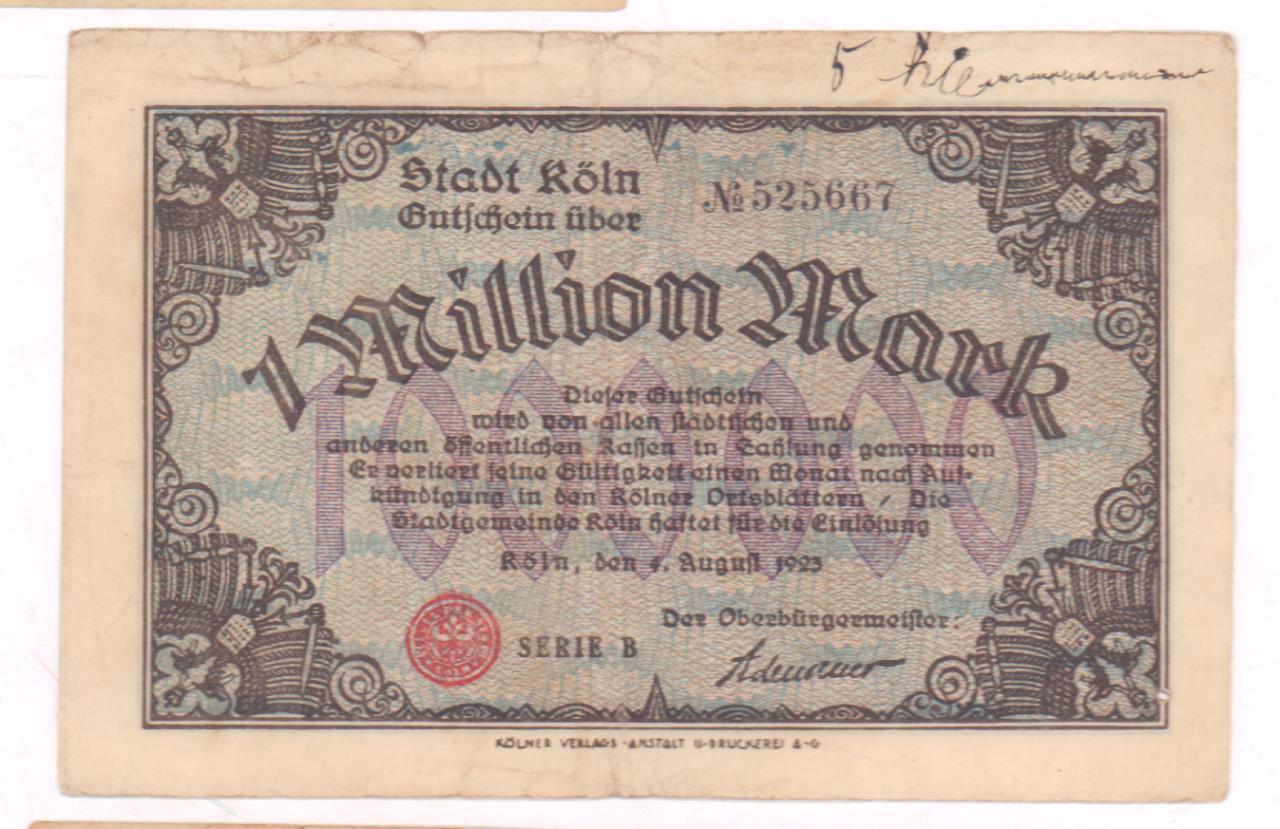 5
Stadt Köln
Gutschein über
№ 525667
1 Million Mark
1000000
Dieser Gutschein
wird von allen städtischen und
anderen öffentlichen Kassen in Zahlung genommen
Er verliert seine Gültigkeit einen Monat nach Auf-
kündigung in den Kölner Ortsblättern / Die
Stadtgemeinde Köln haftet für die Einlösung
Köln, den 4. August 1923
Der Oberbürgermeister:
SERIE B
Adenauer
KÖLNER VERLAGS-ANSTALT U-DRUCKEREI A-G